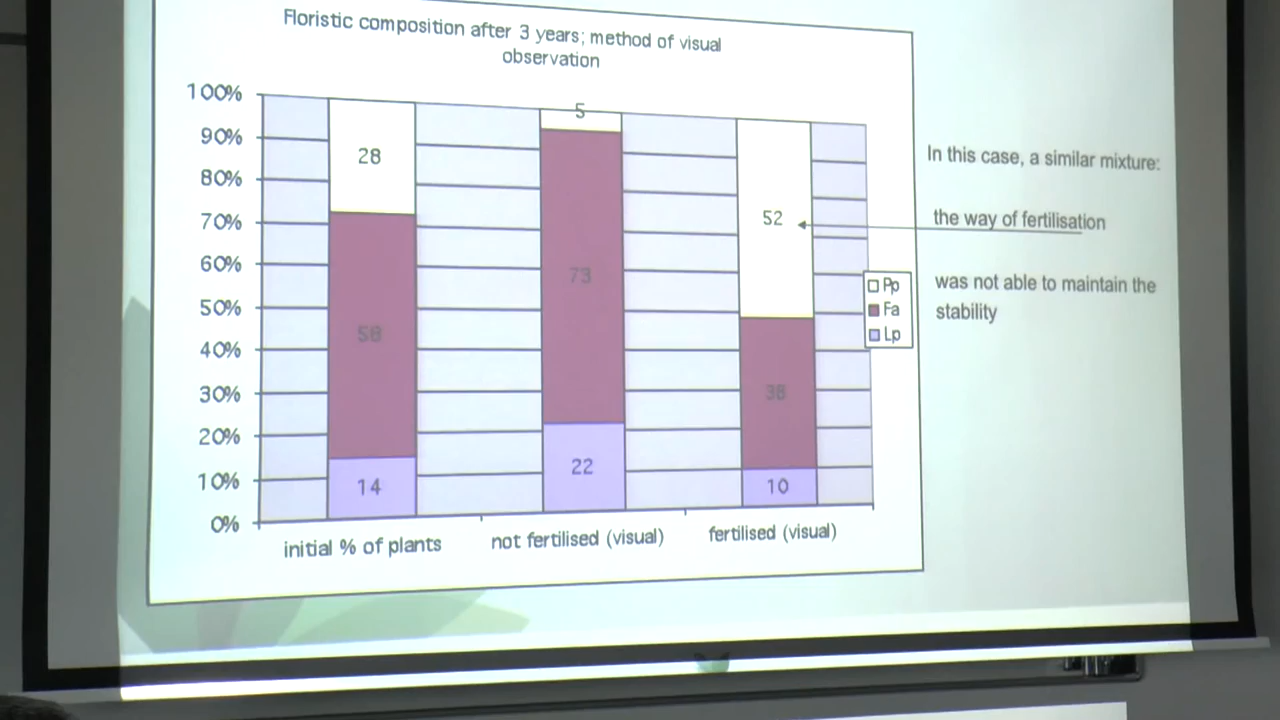 Floristic composition after 3 years; method of visual
observation
100%
90%
80%
70%
60%
50%
40%
30%
20%
10%
0%
28
58
14
5
73
22
52
38
10
initial % of plants
not fertilised (visual)
fertilised (visual)
Pp
Fa
Lp
In this case, a similar mixture:
the way of fertilisation
was not able to maintain the
stability